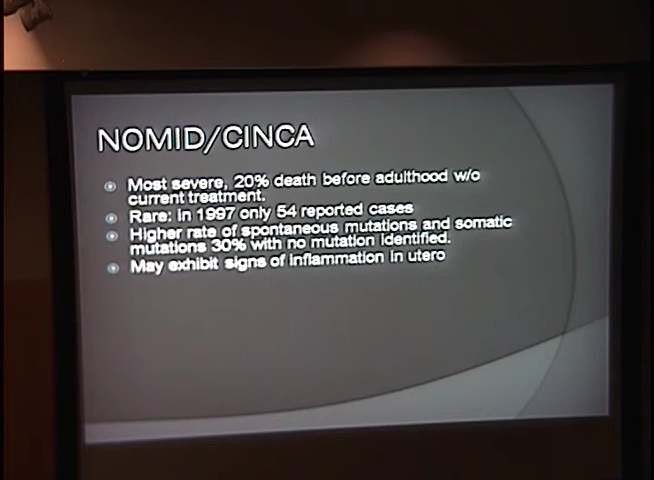 NOMID/CINCA
Most severe, 20% death before adulthood w/o
current treatment.
Rare: in 1997 only 54 reported cases
Higher rate of spontaneous mutations and somatic
mutations 30% with no mutation identified.
May exhibit signs of inflammation in utero